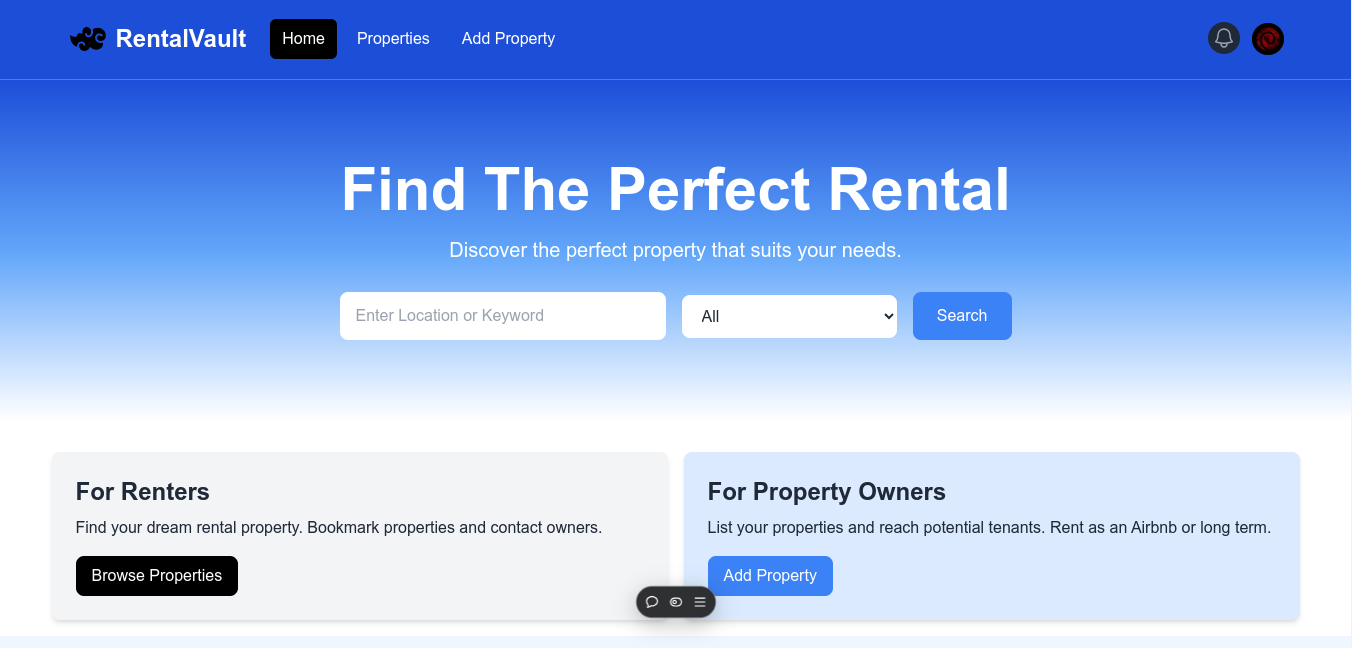 RentalVault
Home
Properties
Add Property
Find The Perfect Rental
Discover the perfect property that suits your needs.
Enter Location or Keyword
All
Search
For Renters
Find your dream rental property. Bookmark properties and contact owners.
Browse Properties
For Property Owners
List your properties and reach potential tenants. Rent as an Airbnb or long term.
Add Property